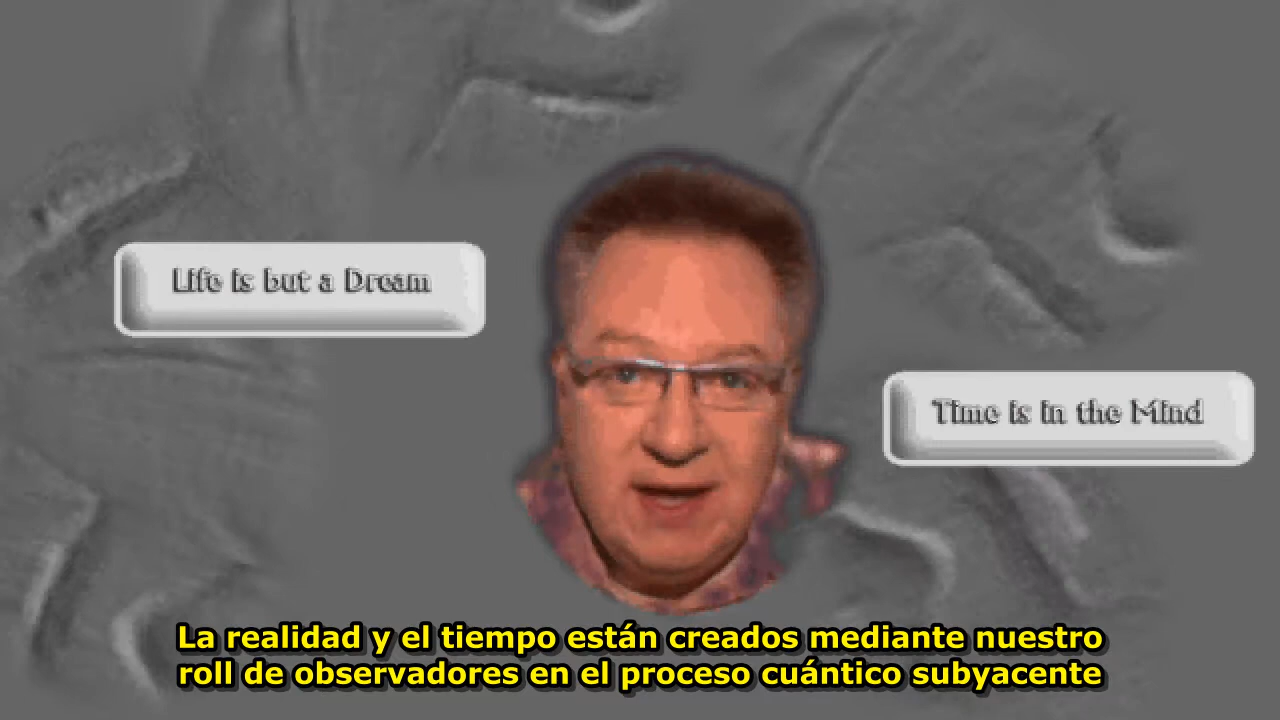 Life is but a Dream
Time is in the Mind
La realidad y el tiempo están creados mediante nuestro
roll de observadores en el proceso cuántico subyacente